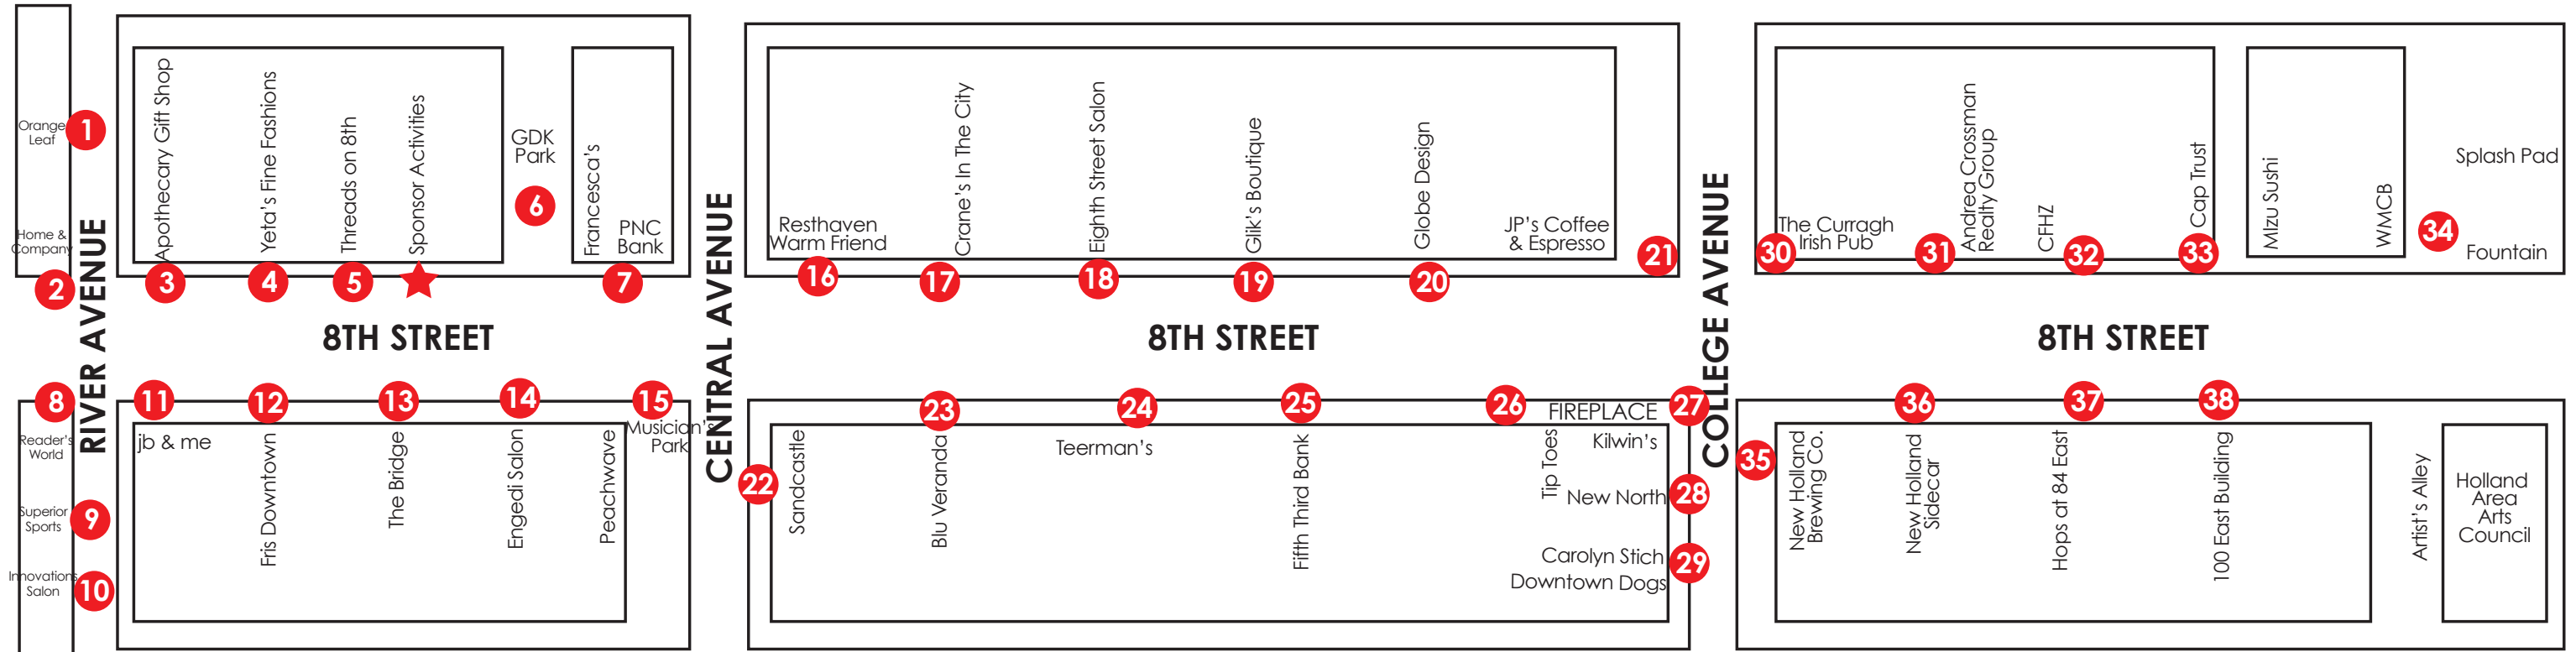 Orange
Leaf
1
Home &
Company
2
RIVER AVENUE
Apothecary Gift Shop
3
Yeta's Fine Fashions
4
Threads on 8th
5
Sponsor Activities
GDK
Park
6
Francesca's
PNC
Bank
7
8TH STREET
CENTRAL AVENUE
Resthaven
Warm Friend
16
Crane's In The City
17
Eighth Street Salon
18
Glik's Boutique
19
Globe Design
20
JP's Coffee
& Espresso
21
8TH STREET
COLLEGE AVENUE
The Curragh
Irish Pub
30
31
Andrea Crossman
Realty Group
CFHZ
32
Cap Trust
33
MIzu Sushi
WMCB
34
Splash Pad
Fountain
8TH STREET
8
Reader's
World
Superior
Sports
9
Innovations
Salon
10
11
jb & me
12
Fris Downtown
13
The Bridge
14
Engedi Salon
Peachwave
15
Musician's
Park
22
Sandcastle
23
Blu Veranda
24
Teerman's
25
Fifth Third Bank
26
FIREPLACE
27
Tip Toes
Kilwin's
New North
28
Carolyn Stich
29
Downtown Dogs
35
New Holland
Brewing Co.
36
New Holland
Sidecar
37
Hops at 84 East
38
100 East Building
Artist's Alley
Holland
Area
Arts
Council